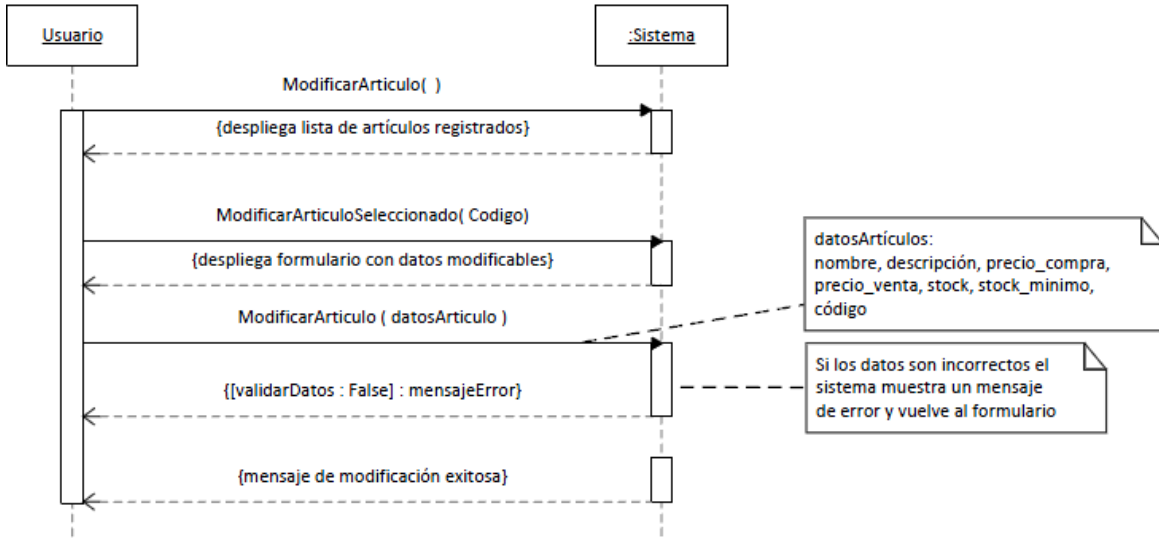 Usuario
:Sistema
ModificarArticulo( )
{despliega lista de artículos registrados}
ModificarArticuloSeleccionado( Codigo)
{despliega formulario con datos modificables}
datosArtículos:
nombre, descripción, precio_compra,
precio_venta, stock, stock_minimo,
código
ModificarArticulo ( datosArticulo )
Si los datos son incorrectos el
sistema muestra un mensaje
de error y vuelve al formulario
{[validarDatos : False] : mensajeError}
{mensaje de modificación exitosa}